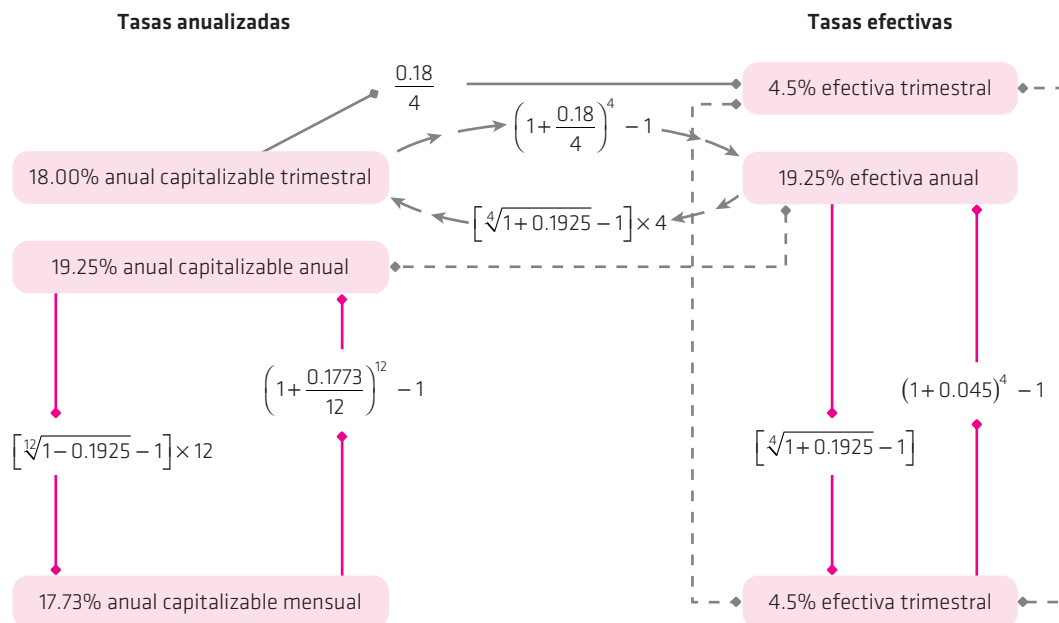 Tasas anualizadas
Tasas efectivas
0.18
4
4.5% efectiva trimestral
(1+ 0.18/4)^4 − 1
18.00% anual capitalizable trimestral
19.25% efectiva anual
[∜1+0.1925 − 1] × 4
19.25% anual capitalizable anual
(1+ 0.1773/12)^12 − 1
(1+0.045)^4 − 1
[¹²√1−0.1925 − 1] × 12
[∜1+0.1925 − 1]
17.73% anual capitalizable mensual
4.5% efectiva trimestral